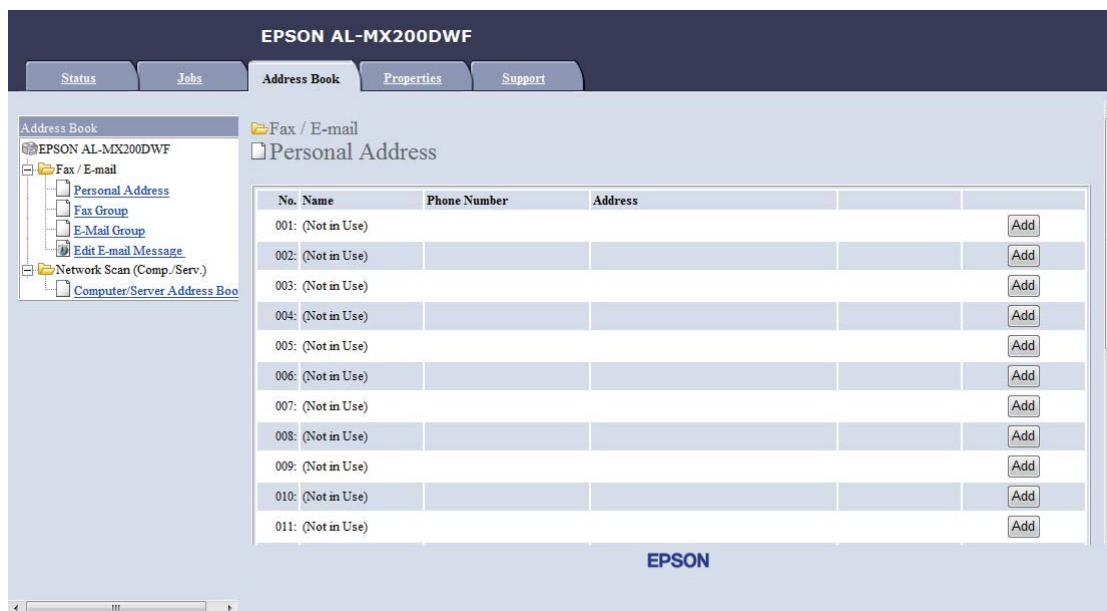 EPSON AL-MX200DWF
Status Jobs Address Book Properties Support
Address Book
EPSON AL-MX200DWF
Fax / E-mail
Personal Address
Fax Group
E-Mail Group
Edit E-mail Message
Network Scan (Comp./Serv.)
Computer/Server Address Boo
Fax / E-mail
Personal Address
No. Name Phone Number Address
001: (Not in Use) Add
002: (Not in Use) Add
003: (Not in Use) Add
004: (Not in Use) Add
005: (Not in Use) Add
006: (Not in Use) Add
007: (Not in Use) Add
008: (Not in Use) Add
009: (Not in Use) Add
010: (Not in Use) Add
011: (Not in Use) Add
EPSON